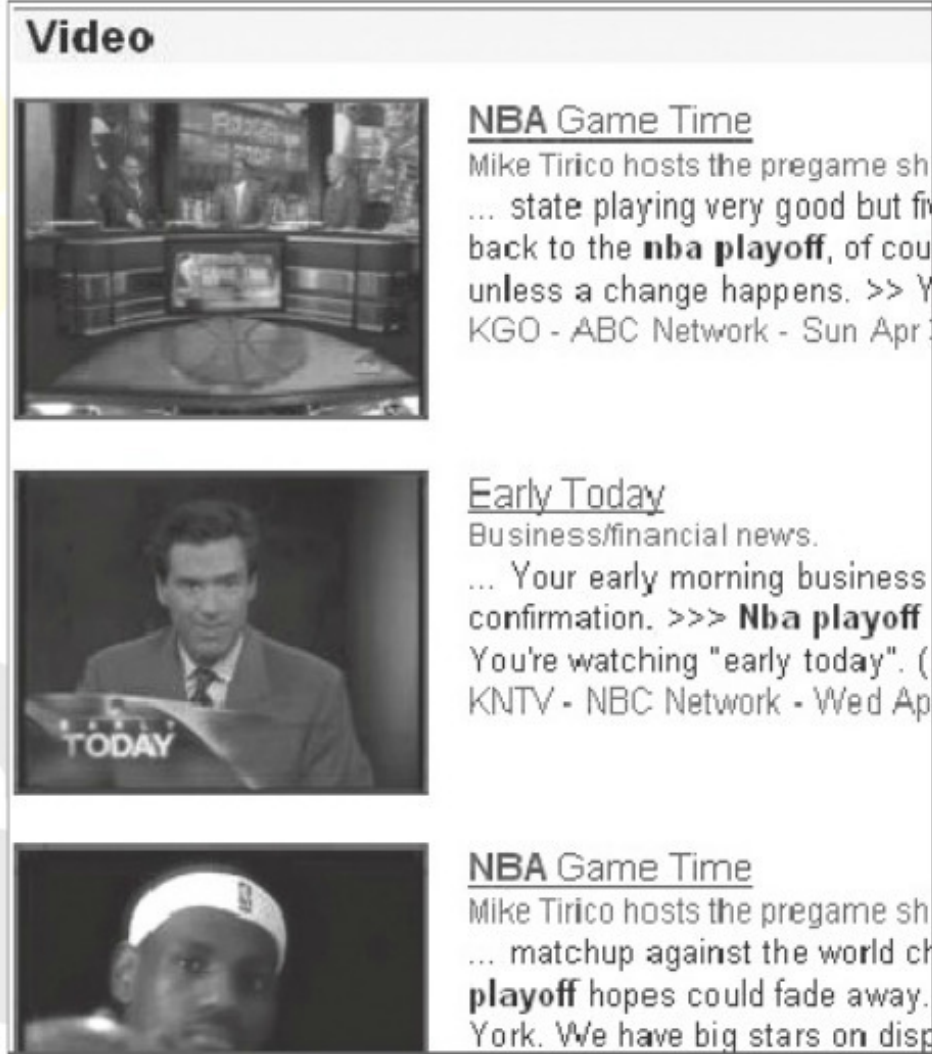 Video
NBA Game Time
Mike Tirico hosts the pregame sh
... state playing very good but fiv
back to the nba playoff, of cou
unless a change happens. >> Y
KGO - ABC Network - Sun Apr
Early Today
Business/financial news.
... Your early morning business
confirmation. >>> Nba playoff
You're watching "early today". (
KNTV - NBC Network - Wed Ap
EARLY
TODAY
NBA Game Time
Mike Tirico hosts the pregame sh
... matchup against the world ch
playoff hopes could fade away.
York. We have big stars on disp